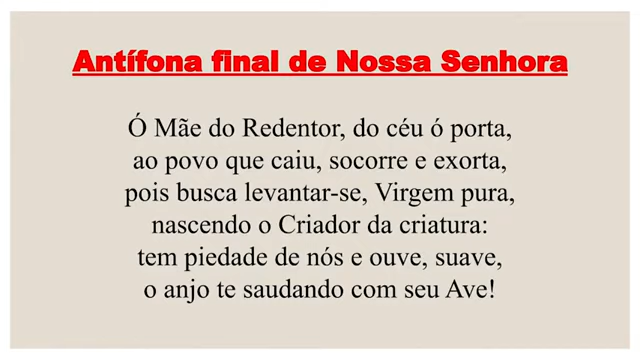 Antífona final de Nossa Senhora
Ó Mãe do Redentor, do céu ó porta,
ao povo que caiu, socorre e exorta,
pois busca levantar-se, Virgem pura,
nascendo o Criador da criatura:
tem piedade de nós e ouve, suave,
o anjo te saudando com seu Ave!